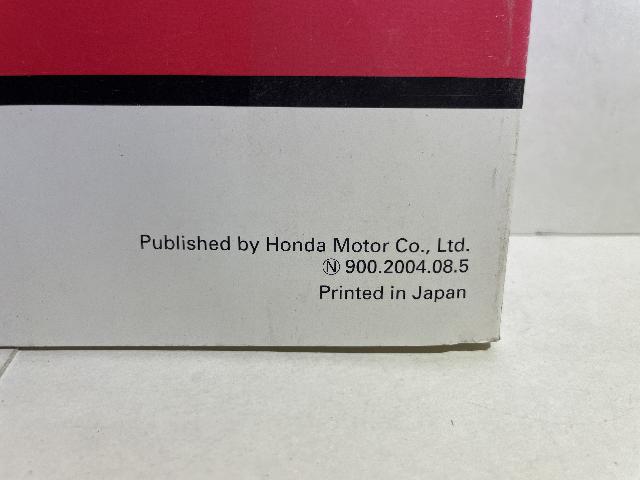 Published by Honda Motor Co., Ltd.
Ⓝ 900.2004.08.5
Printed in Japan